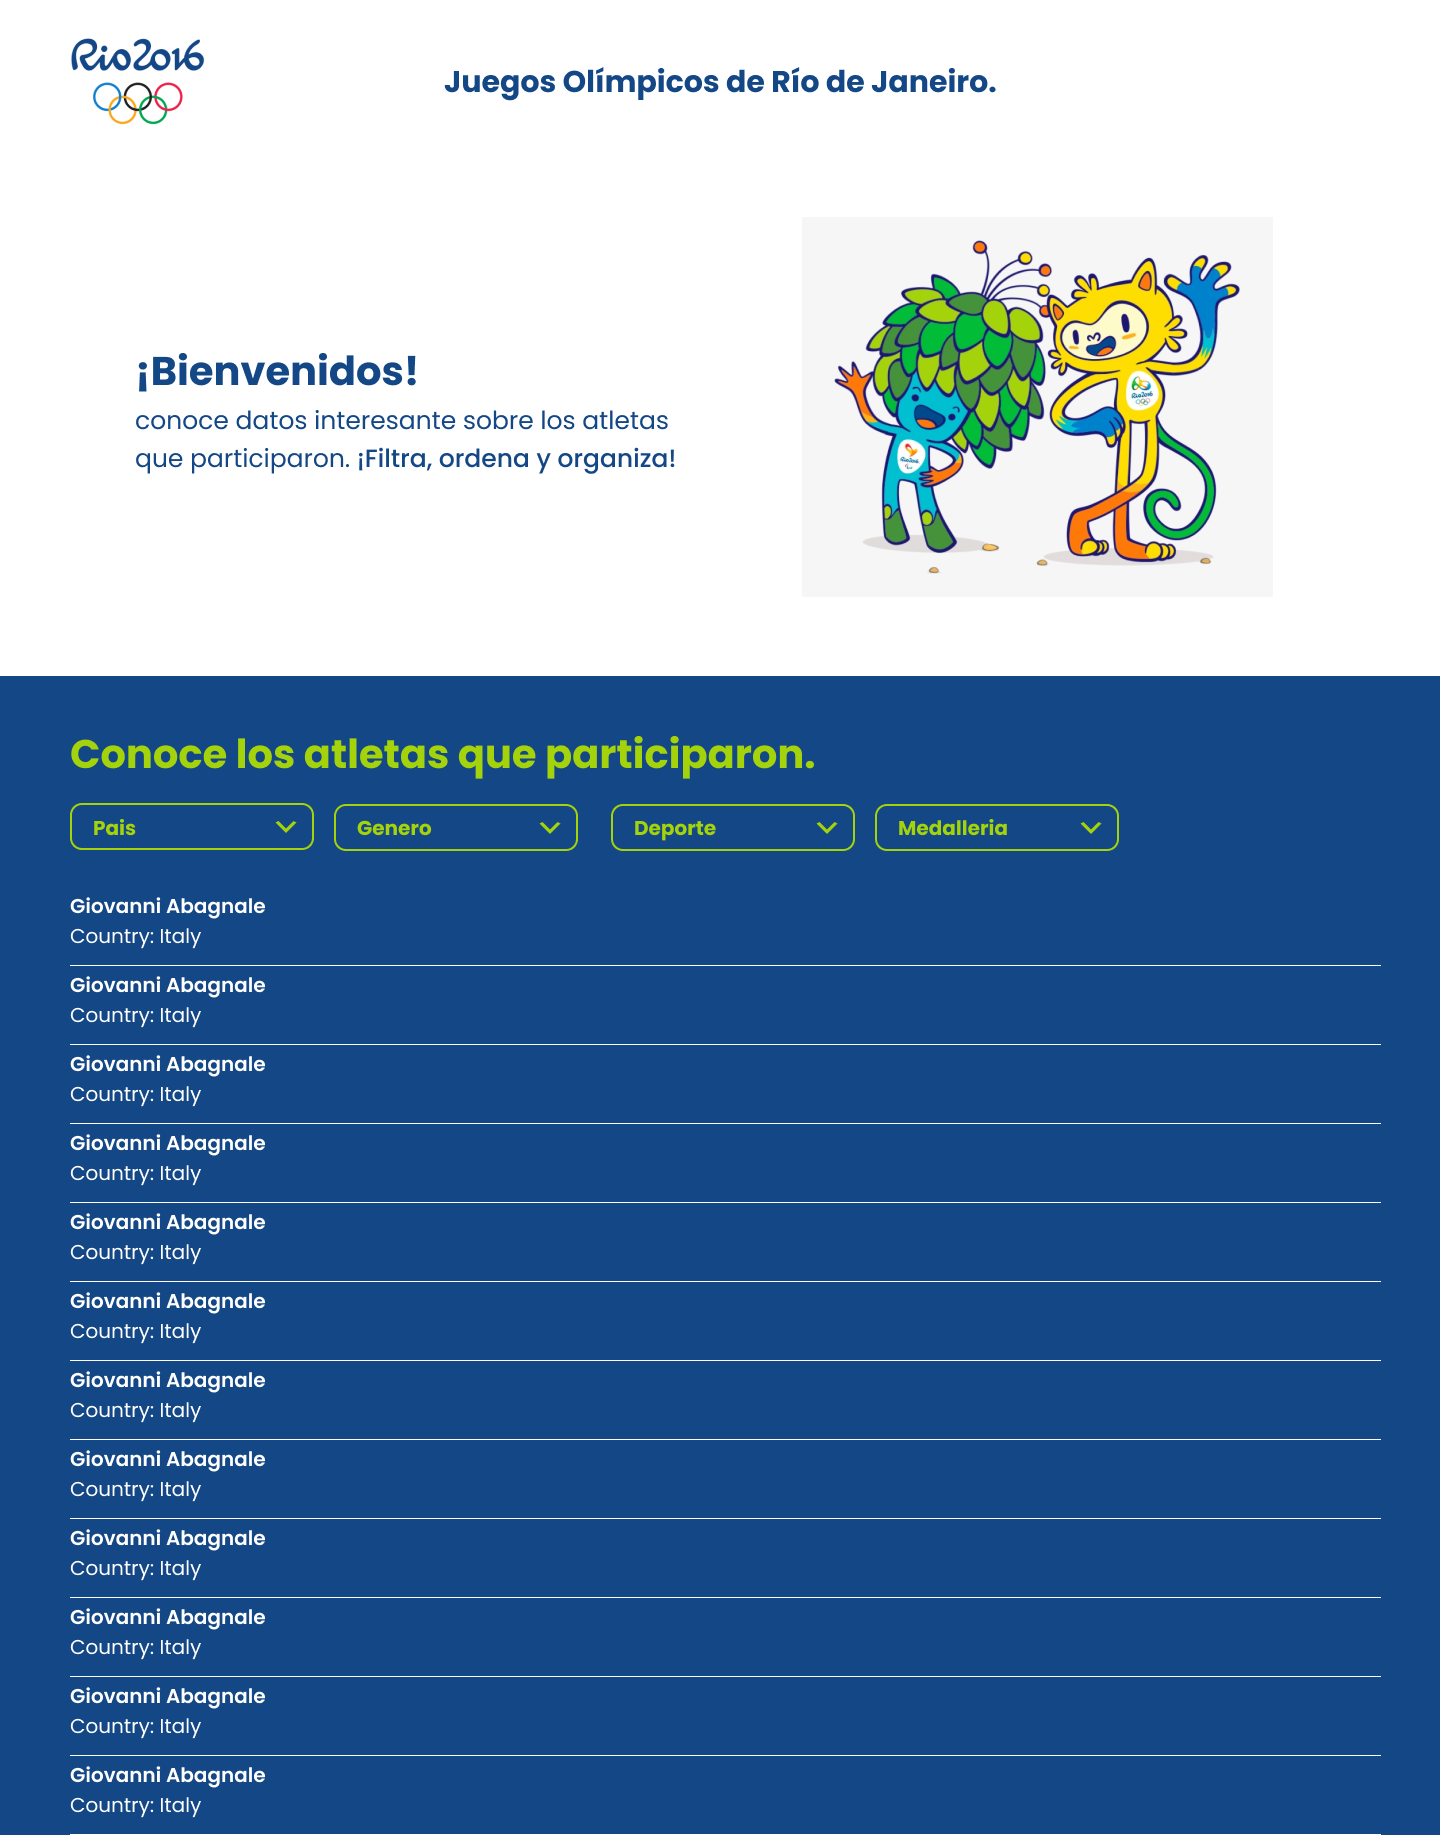 Rio2016
Juegos Olímpicos de Río de Janeiro.
¡Bienvenidos!
conoce datos interesante sobre los atletas
que participaron. ¡Filtra, ordena y organiza!
Rio2016
Rio2016
Conoce los atletas que participaron.
Pais Genero Deporte Medalleria
Giovanni Abagnale
Country: Italy
Giovanni Abagnale
Country: Italy
Giovanni Abagnale
Country: Italy
Giovanni Abagnale
Country: Italy
Giovanni Abagnale
Country: Italy
Giovanni Abagnale
Country: Italy
Giovanni Abagnale
Country: Italy
Giovanni Abagnale
Country: Italy
Giovanni Abagnale
Country: Italy
Giovanni Abagnale
Country: Italy
Giovanni Abagnale
Country: Italy
Giovanni Abagnale
Country: Italy